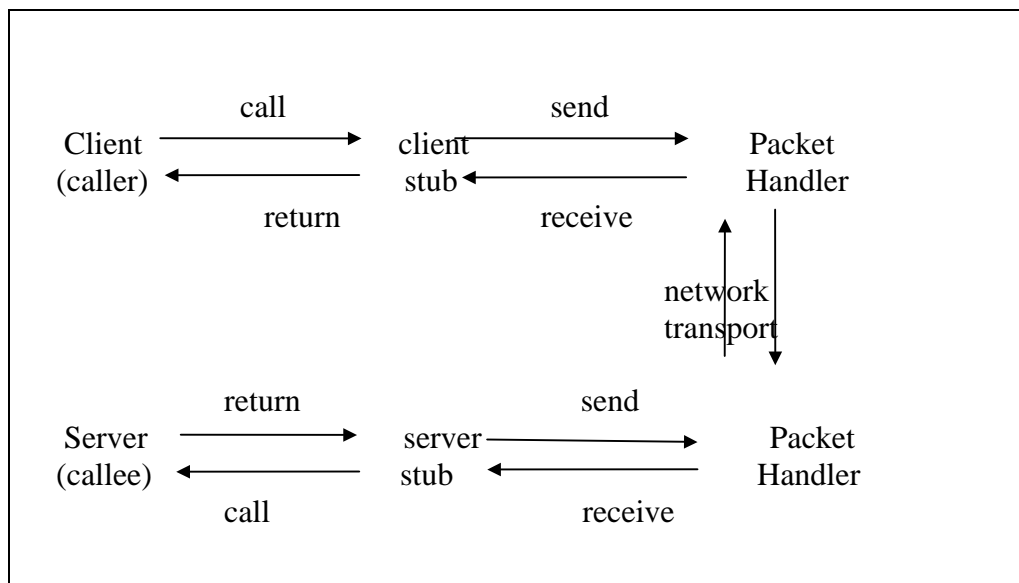 call
send
Client
(caller)
client
stub
Packet
Handler
return
receive
network
transport
return
send
Server
(callee)
server
stub
Packet
Handler
call
receive